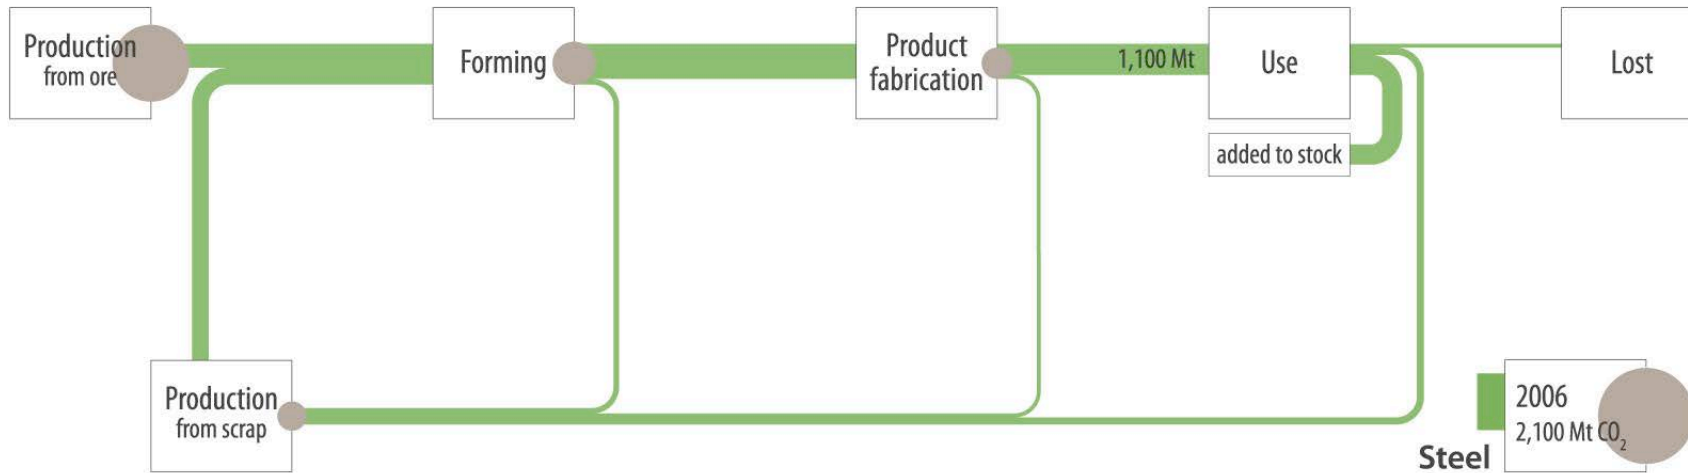 Production
from ore
Forming
Product
fabrication
1,100 Mt
Use
Lost
added to stock
Production
from scrap
2006
2,100 Mt CO₂
Steel